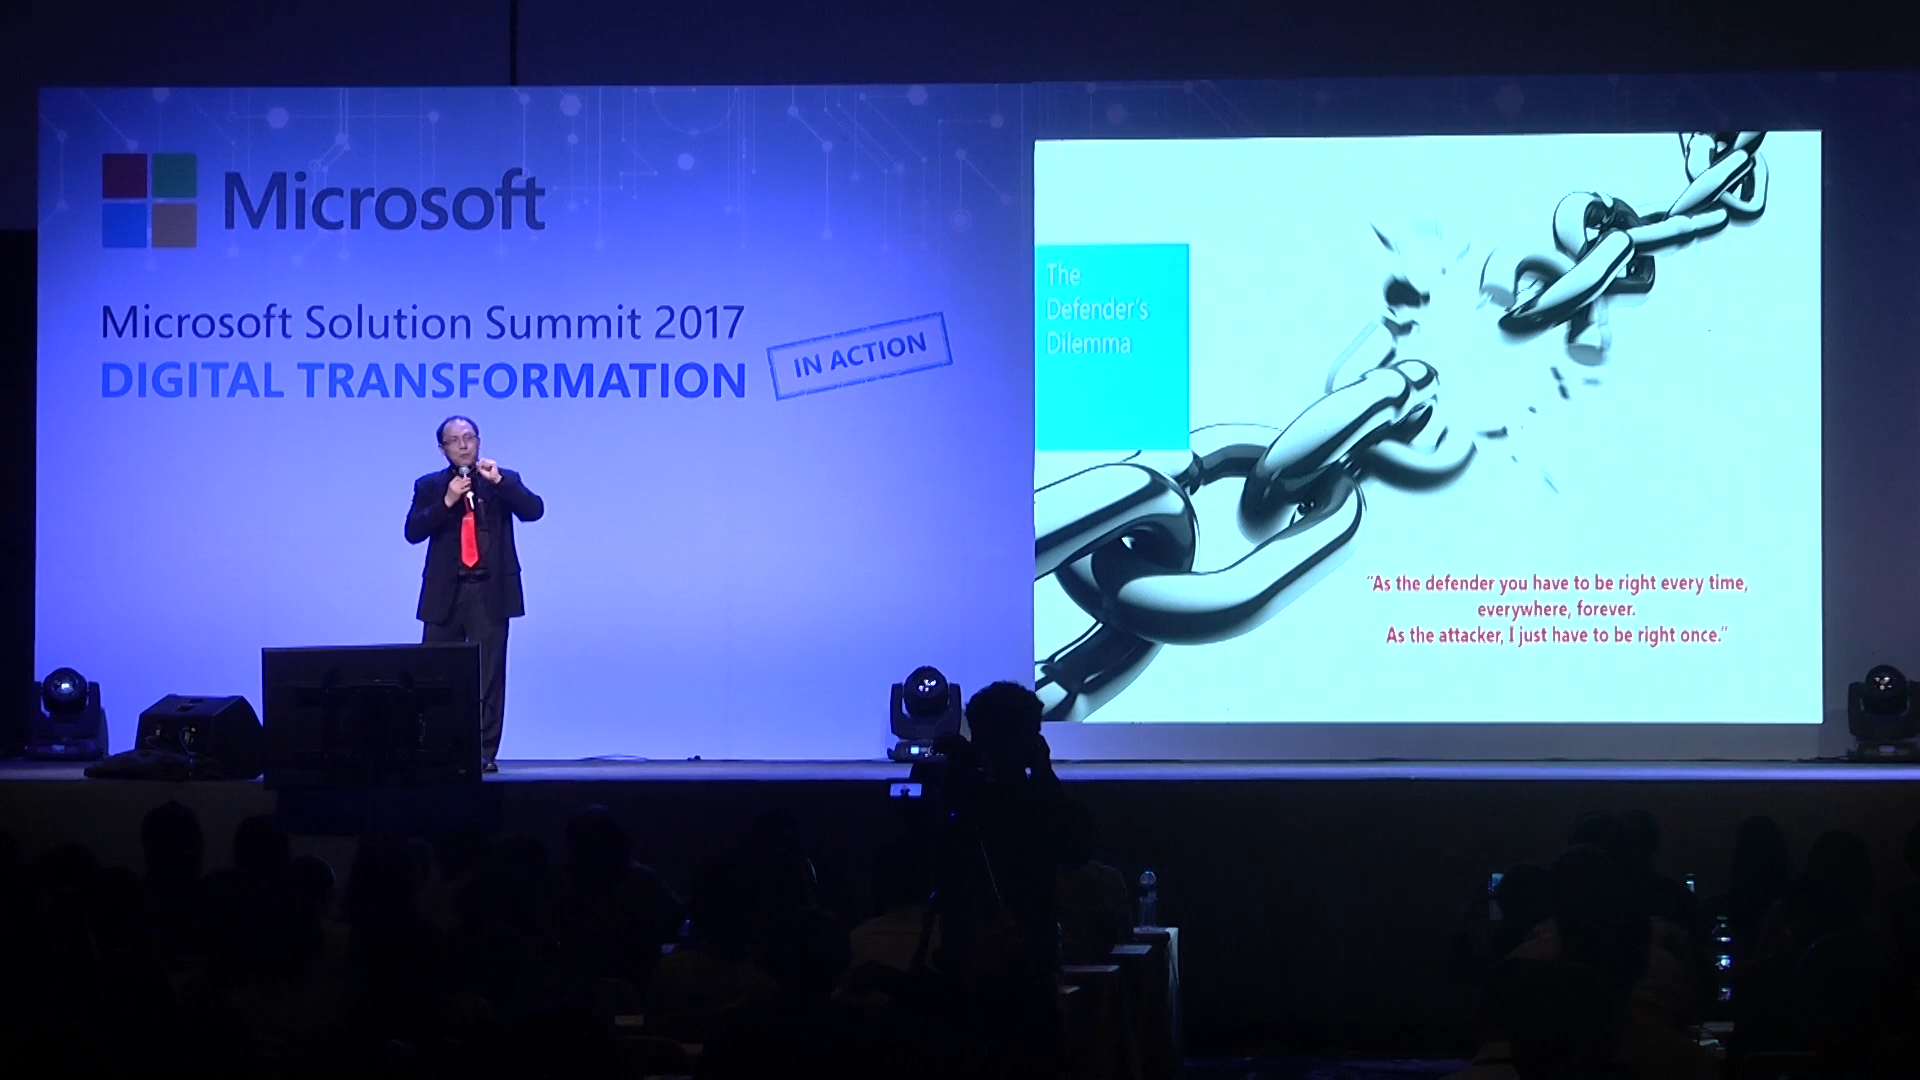 Microsoft
Microsoft Solution Summit 2017
DIGITAL TRANSFORMATION
IN ACTION
The
Defender's
Dilemma
"As the defender you have to be right every time,
everywhere, forever.
As the attacker, I just have to be right once."